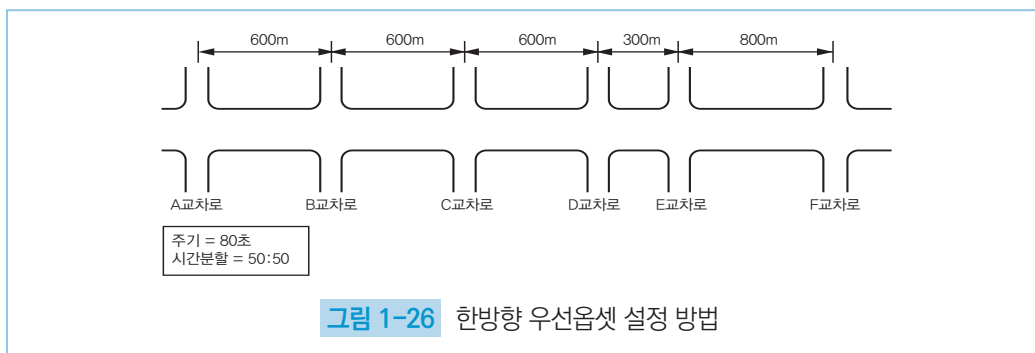 600m 600m 600m 300m 800m
A교차로 B교차로 C교차로 D교차로 E교차로 F교차로
주기 = 80초
시간분할 = 50:50
그림 1-26 한방향 우선옵셋 설정 방법